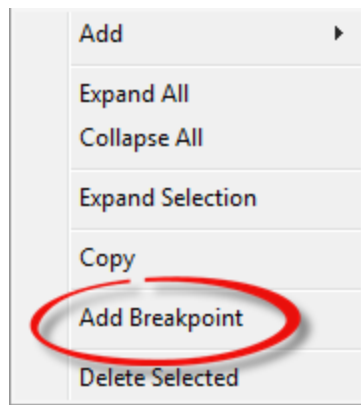 Add
Expand All
Collapse All
Expand Selection
Copy
Add Breakpoint
Delete Selected